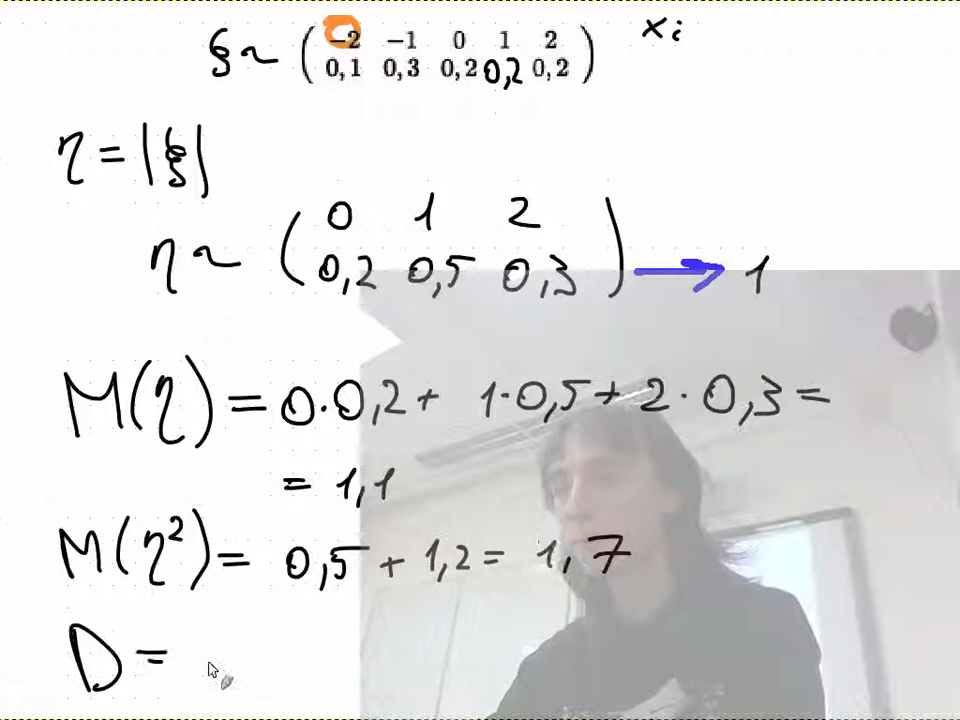 ξ ~ ( -2 -1 0 1 2 xi
0,1 0,3 0,2 0,2 0,2 )
η = |ξ|
η ~ ( 0 1 2
0,2 0,5 0,3 ) → 1
M(η) = 0·0,2 + 1·0,5 + 2·0,3 =
= 1,1
M(η²) = 0,5 + 1,2 = 1,7
D =